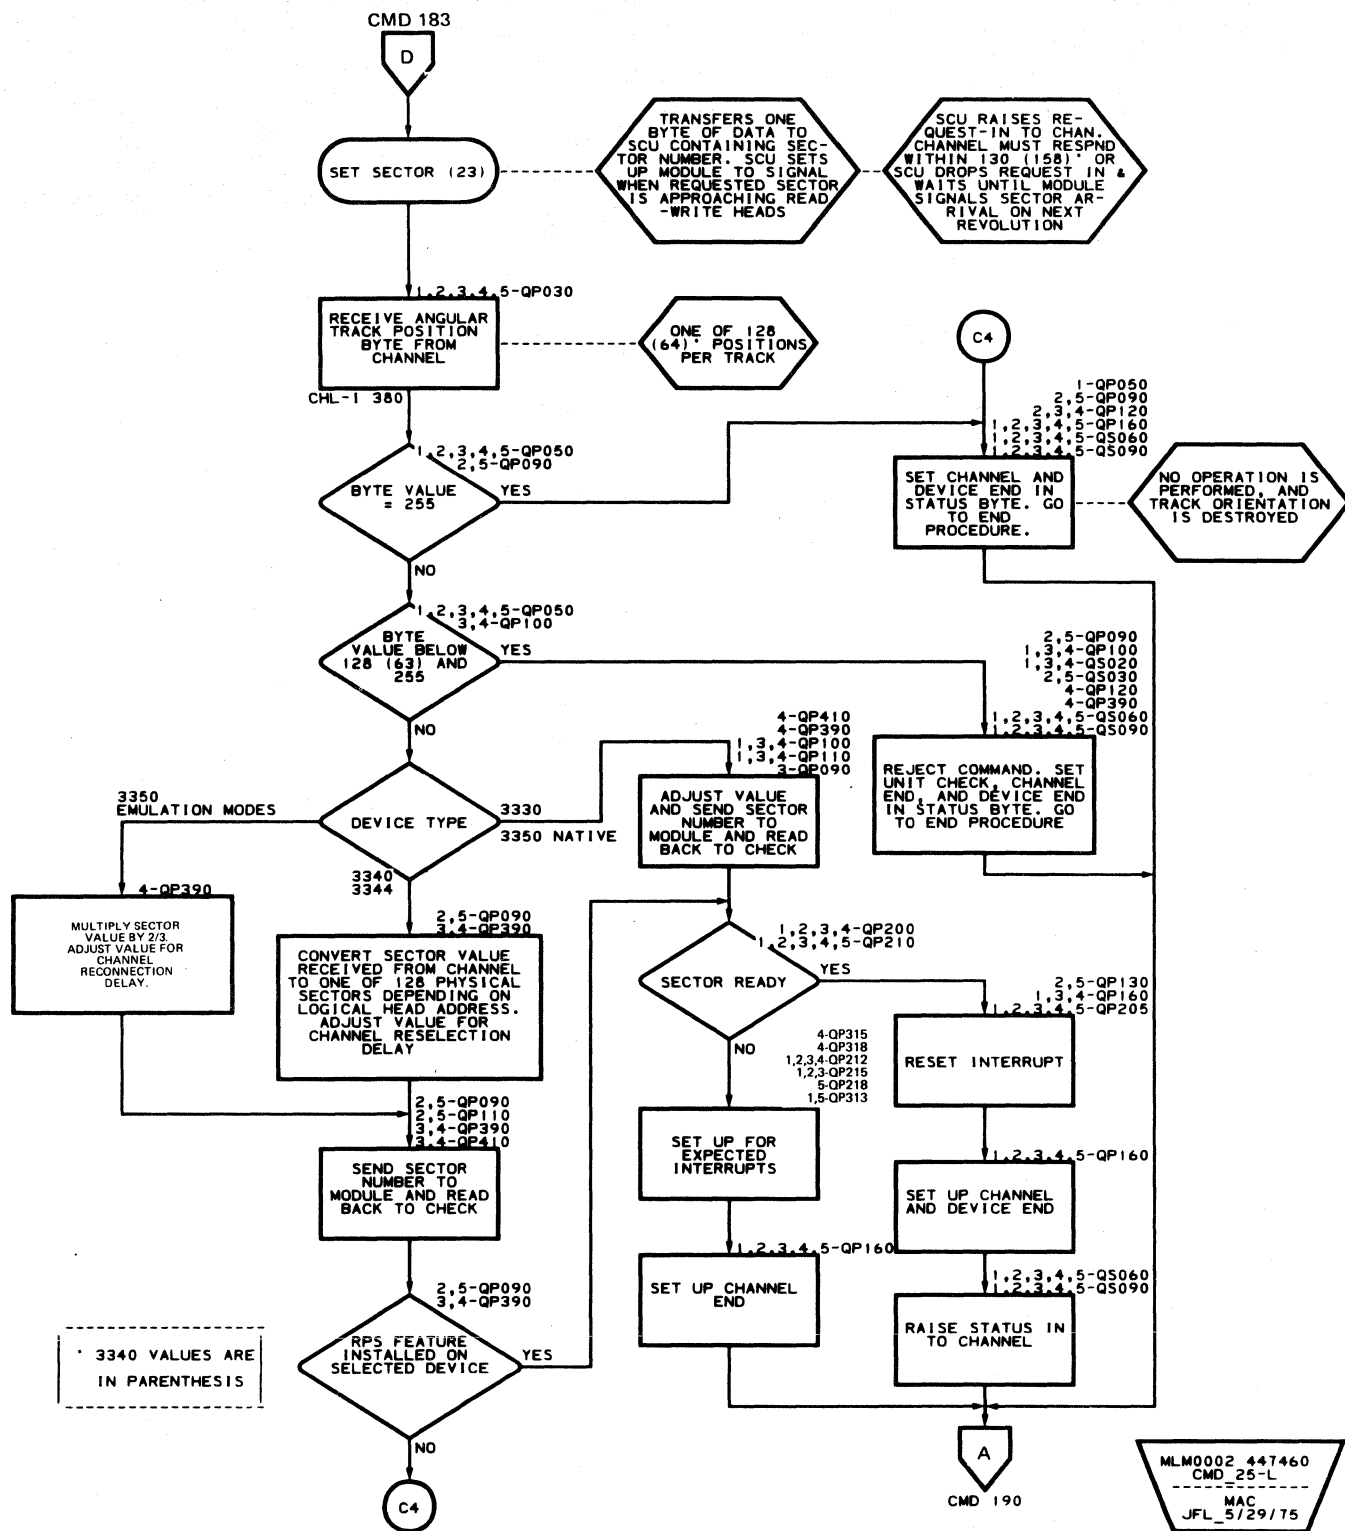 CMD 183
D
SET SECTOR (23)
TRANSFERS ONE
BYTE OF DATA TO
SCU CONTAINING SEC-
TOR NUMBER. SCU SETS
UP MODULE TO SIGNAL
WHEN REQUESTED SECTOR
IS APPROACHING READ
-WRITE HEADS
SCU RAISES RE-
QUEST-IN TO CHAN.
CHANNEL MUST RESPND
WITHIN 130 (158)* OR
SCU DROPS REQUEST IN &
WAITS UNTIL MODULE
SIGNALS SECTOR AR-
RIVAL ON NEXT
REVOLUTION
1,2,3,4,5-QP030
RECEIVE ANGULAR
TRACK POSITION
BYTE FROM
CHANNEL
CHL-I 380
ONE OF 128
(64)* POSITIONS
PER TRACK
C4
1-QP050
2,5-QP090
2,3,4-QP120
1,2,3,4,5-QP160
1,2,3,4,5-QS060
1,2,3,4,5-QS090
1,2,3,4,5-QP050
2,5-QP090
BYTE VALUE
= 255
YES
NO
SET CHANNEL AND
DEVICE END IN
STATUS BYTE. GO
TO END
PROCEDURE.
NO OPERATION IS
PERFORMED, AND
TRACK ORIENTATION
IS DESTROYED
1,2,3,4,5-QP050
3,4-QP100
BYTE
VALUE BELOW
128 (63) AND
255
YES
NO
2,5-QP090
1,3,4-QP100
1,3,4-QS020
2,5-QS030
4-QP120
4-QP390
1,2,3,4,5-QS060
1,2,3,4,5-QS090
REJECT COMMAND. SET
UNIT CHECK, CHANNEL
END, AND DEVICE END
IN STATUS BYTE. GO
TO END PROCEDURE
4-QP410
4-QP390
1,3,4-QP100
1,3,4-QP110
3-QP090
ADJUST VALUE
AND SEND SECTOR
NUMBER TO
MODULE AND READ
BACK TO CHECK
3350
EMULATION MODES
DEVICE TYPE
3330
3350 NATIVE
3340
3344
4-QP390
MULTIPLY SECTOR
VALUE BY 2/3.
ADJUST VALUE FOR
CHANNEL
RECONNECTION
DELAY.
2,5-QP090
3,4-QP390
CONVERT SECTOR VALUE
RECEIVED FROM CHANNEL
TO ONE OF 128 PHYSICAL
SECTORS DEPENDING ON
LOGICAL HEAD ADDRESS.
ADJUST VALUE FOR
CHANNEL RESELECTION
DELAY
1,2,3,4-QP200
1,2,3,4,5-QP210
SECTOR READY
YES
NO
2,5-QP130
1,3,4-QP160
1,2,3,4,5-QP205
RESET INTERRUPT
4-QP315
4-QP318
1,2,3,4-QP212
1,2,3-QP215
5-QP218
1,5-QP313
SET UP FOR
EXPECTED
INTERRUPTS
2,5-QP090
2,5-QP110
3,4-QP390
3,4-QP410
SEND SECTOR
NUMBER TO
MODULE AND READ
BACK TO CHECK
1,2,3,4,5-QP160
SET UP CHANNEL
AND DEVICE END
1,2,3,4,5-QP160
SET UP CHANNEL
END
1,2,3,4,5-QS060
1,2,3,4,5-QS090
RAISE STATUS IN
TO CHANNEL
2,5-QP090
3,4-QP390
RPS FEATURE
INSTALLED ON
SELECTED DEVICE
YES
NO
C4
* 3340 VALUES ARE
IN PARENTHESIS
A
CMD 190
MLM0002 447460
CMD_25-L
MAC
JFL_5/29/75